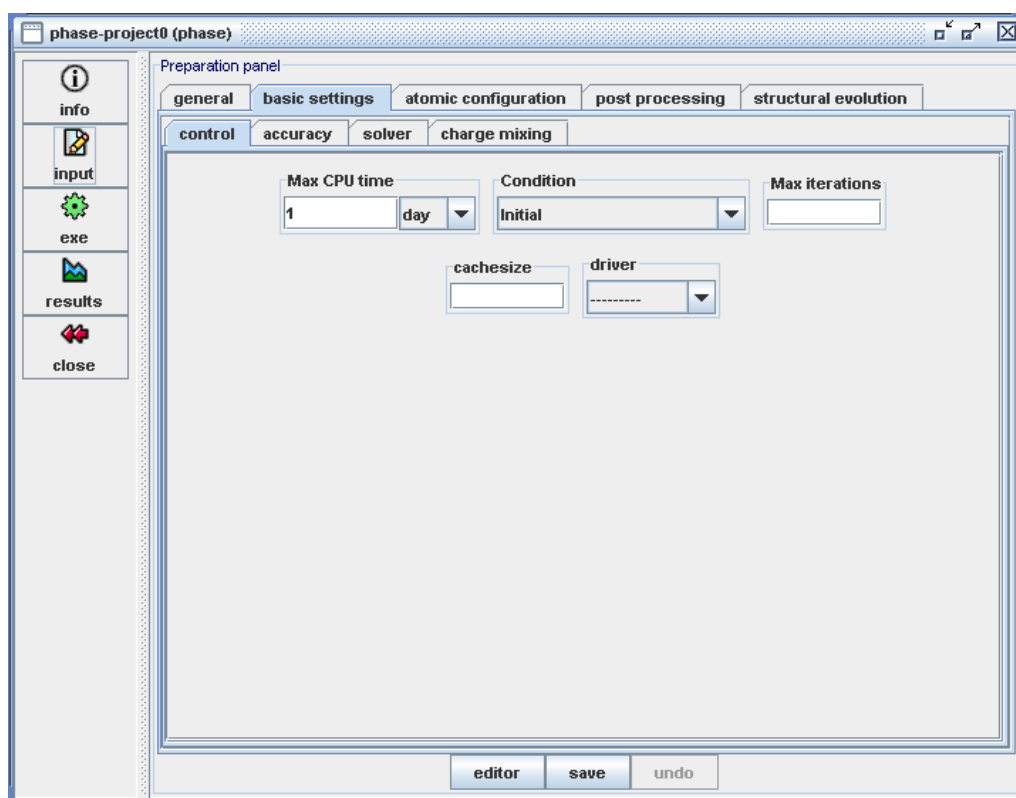 phase-project0 (phase)
info
input
exe
results
close
Preparation panel
general basic settings atomic configuration post processing structural evolution
control accuracy solver charge mixing
Max CPU time Condition Max iterations
1 day Initial
cachesize driver
---------
editor save undo